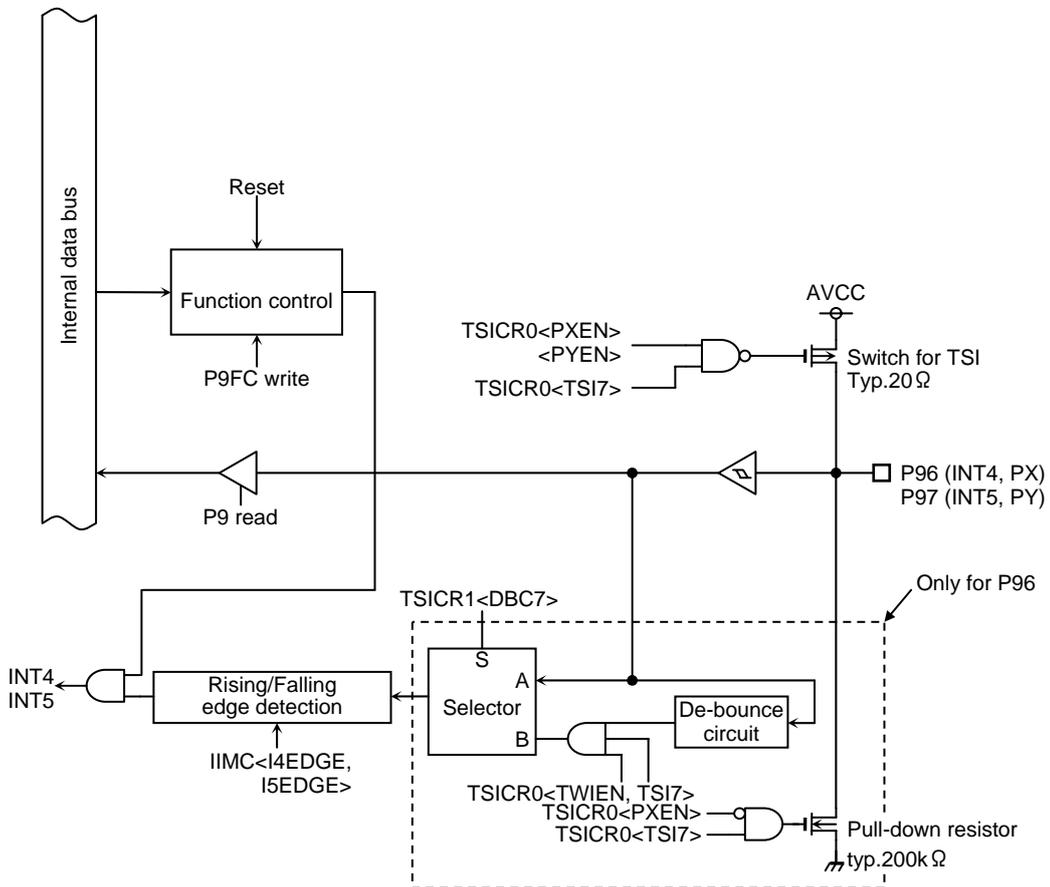 Reset
Internal data bus
Function control
P9FC write
AVCC
TSICR0<PXEN>
<PYEN>
TSICR0<TSI7>
Switch for TSI
Typ.20Ω
P9 read
P96 (INT4, PX)
P97 (INT5, PY)
Only for P96
TSICR1<DBC7>
S
A
Selector
B
De-bounce
circuit
INT4
INT5
Rising/Falling
edge detection
IIMC<I4EDGE,
I5EDGE>
TSICR0<TWIEN, TSI7>
TSICR0<PXEN>
TSICR0<TSI7>
Pull-down resistor
typ.200kΩ